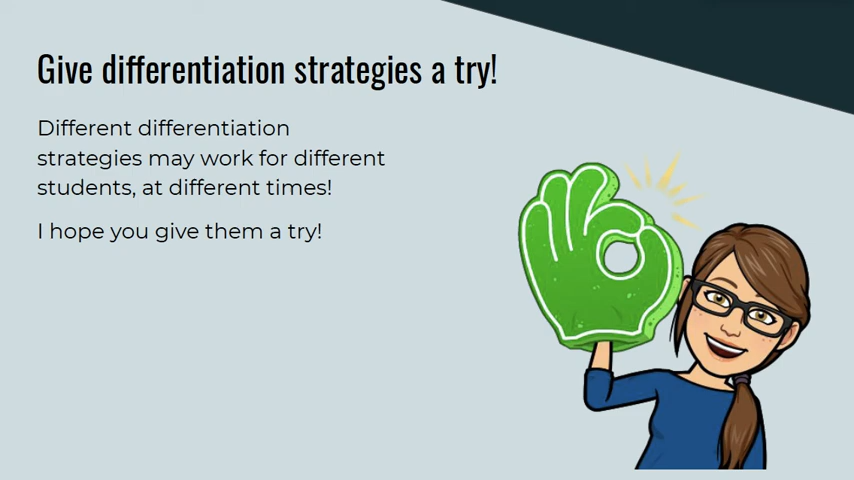 Give differentiation strategies a try!
Different differentiation
strategies may work for different
students, at different times!
I hope you give them a try!